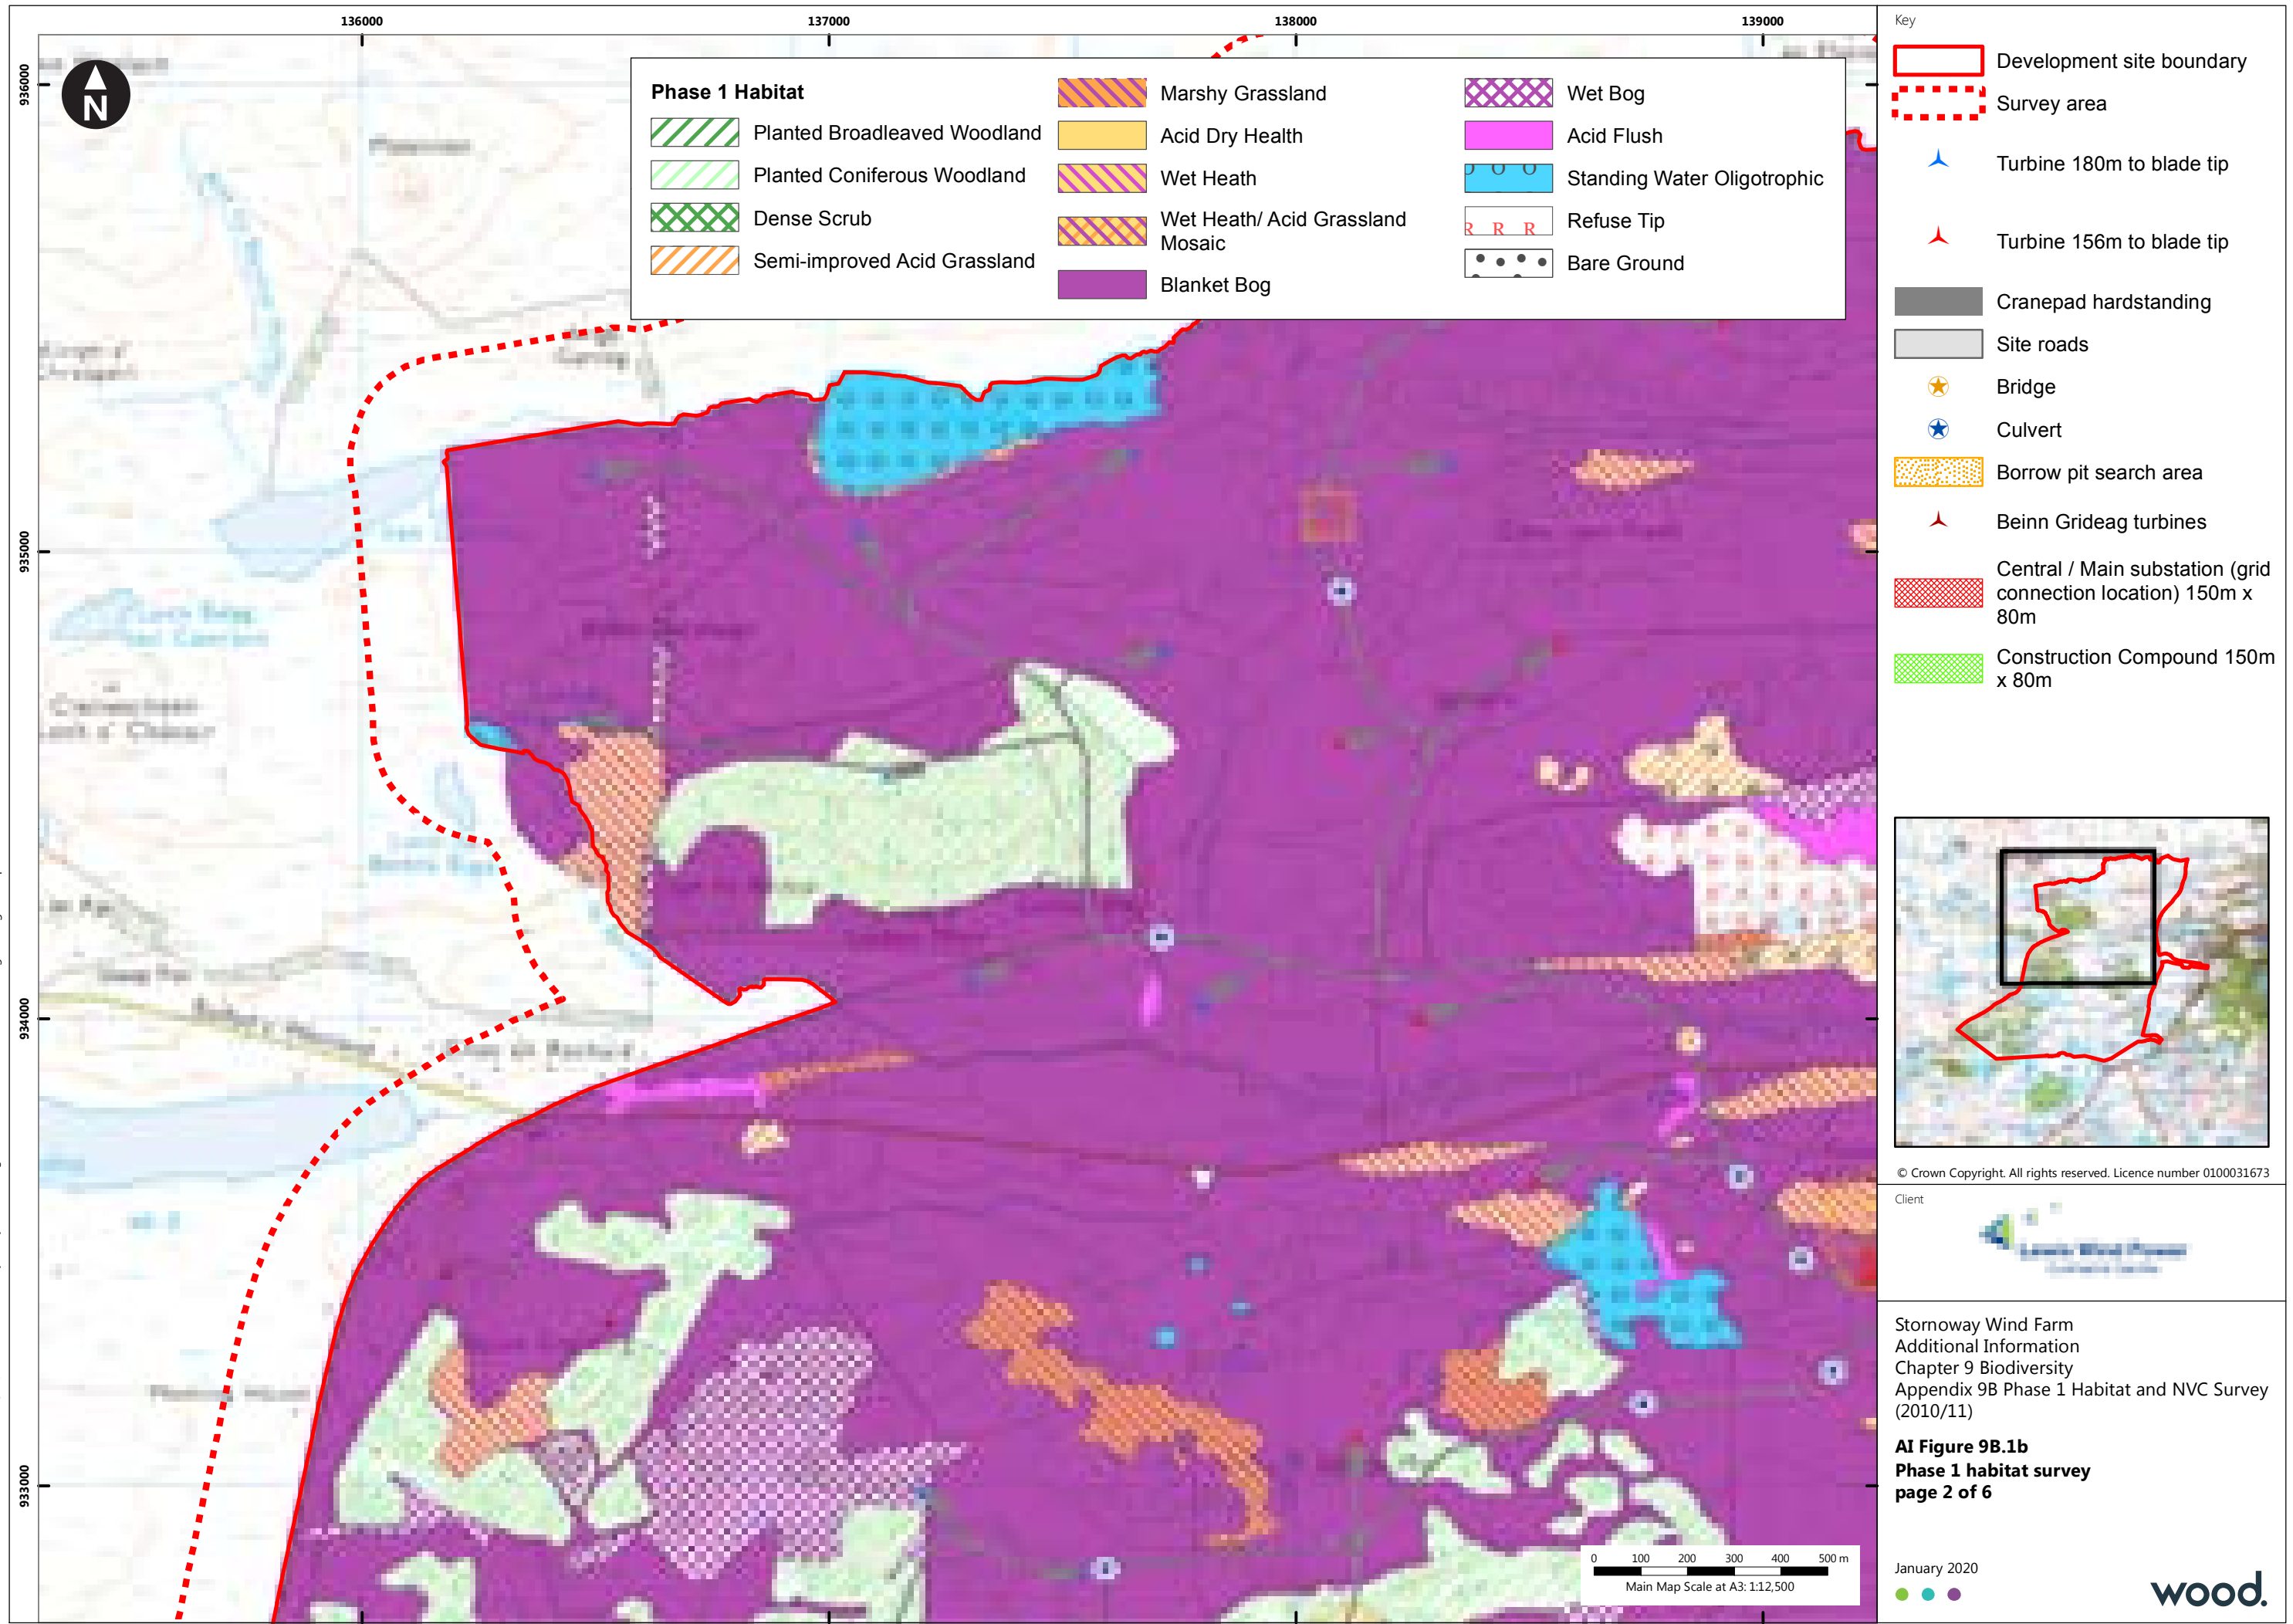 136000
137000
138000
139000
936000
935000
934000
933000
N
Phase 1 Habitat
Planted Broadleaved Woodland
Planted Coniferous Woodland
Dense Scrub
Semi-improved Acid Grassland
Marshy Grassland
Acid Dry Health
Wet Heath
Wet Heath/ Acid Grassland
Mosaic
Blanket Bog
Wet Bog
Acid Flush
O O O
Standing Water Oligotrophic
R R R
Refuse Tip
Bare Ground
0 100 200 300 400 500 m
Main Map Scale at A3: 1:12,500
Key
Development site boundary
Survey area
Turbine 180m to blade tip
Turbine 156m to blade tip
Cranepad hardstanding
Site roads
Bridge
Culvert
Borrow pit search area
Beinn Grideag turbines
Central / Main substation (grid
connection location) 150m x
80m
Construction Compound 150m
x 80m
© Crown Copyright. All rights reserved. Licence number 0100031673
Client
Lewis Wind Power
Stornoway Wind Farm
Additional Information
Chapter 9 Biodiversity
Appendix 9B Phase 1 Habitat and NVC Survey
(2010/11)
AI Figure 9B.1b
Phase 1 habitat survey
page 2 of 6
January 2020
wood.